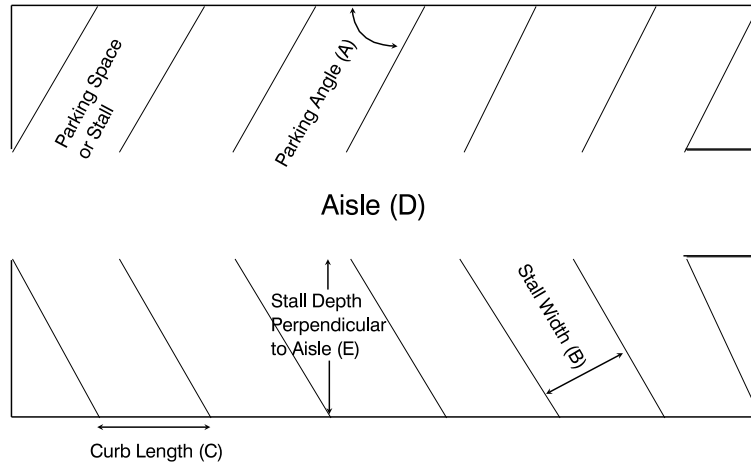 Parking Space
or Stall
Parking Angle (A)
Aisle (D)
Stall Depth
Perpendicular
to Aisle (E)
Stall Width (B)
Curb Length (C)